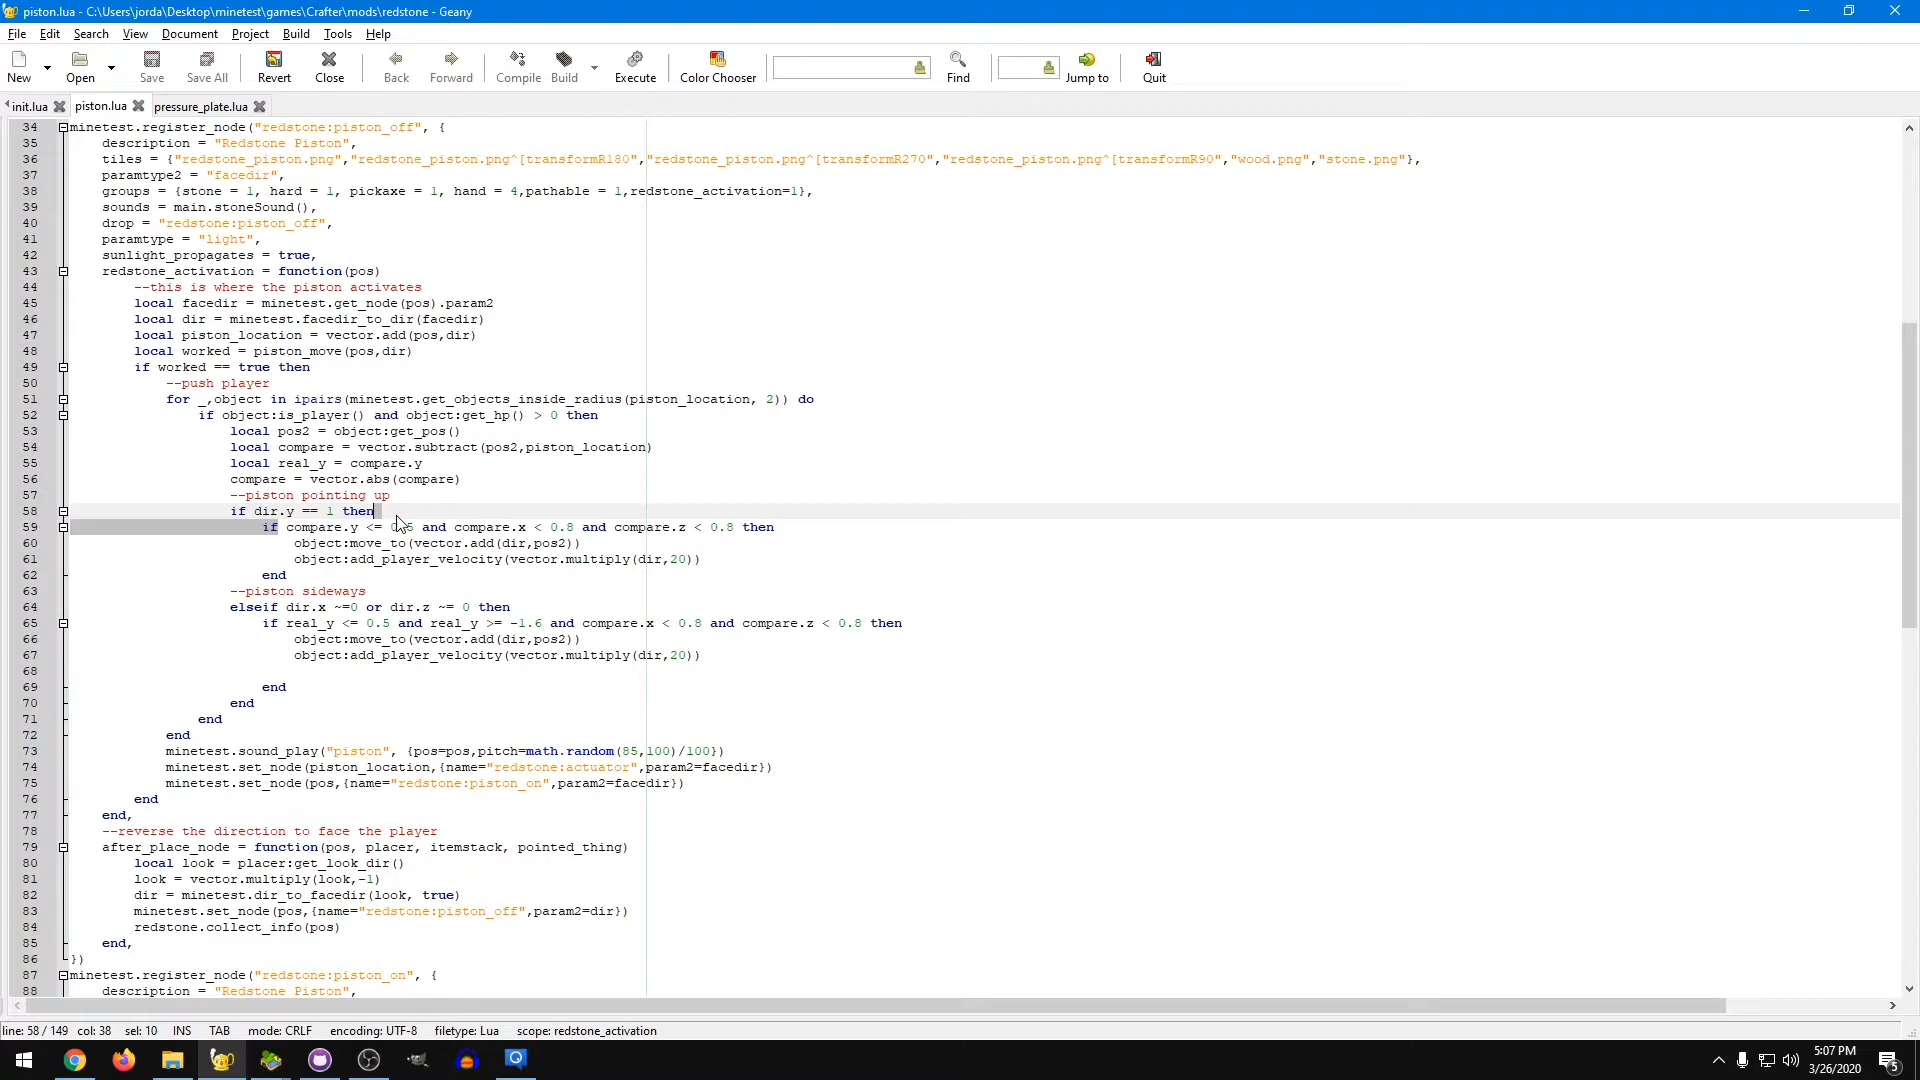 piston.lua - C:\Users\jorda\Desktop\minetest\games\Crafter\mods\redstone - Geany
File Edit Search View Document Project Build Tools Help
New Open Save Save All Revert Close Back Forward Compile Build Execute Color Chooser Find Jump to Quit
init.lua piston.lua pressure_plate.lua
34 minetest.register_node("redstone:piston_off", {
35 description = "Redstone Piston",
36 tiles = {"redstone_piston.png","redstone_piston.png^[transformR180","redstone_piston.png^[transformR270","redstone_piston.png^[transformR90","wood.png","stone.png"},
37 paramtype2 = "facedir",
38 groups = {stone = 1, hard = 1, pickaxe = 1, hand = 4,pathable = 1,redstone_activation=1},
39 sounds = main.stoneSound(),
40 drop = "redstone:piston_off",
41 paramtype = "light",
42 sunlight_propagates = true,
43 redstone_activation = function(pos)
44 --this is where the piston activates
45 local facedir = minetest.get_node(pos).param2
46 local dir = minetest.facedir_to_dir(facedir)
47 local piston_location = vector.add(pos,dir)
48 local worked = piston_move(pos,dir)
49 if worked == true then
50 --push player
51 for _,object in ipairs(minetest.get_objects_inside_radius(piston_location, 2)) do
52 if object:is_player() and object:get_hp() > 0 then
53 local pos2 = object:get_pos()
54 local compare = vector.subtract(pos2,piston_location)
55 local real_y = compare.y
56 compare = vector.abs(compare)
57 --piston pointing up
58 if dir.y == 1 then
59 if compare.y <= 0.5 and compare.x < 0.8 and compare.z < 0.8 then
60 object:move_to(vector.add(dir,pos2))
61 object:add_player_velocity(vector.multiply(dir,20))
62 end
63 --piston sideways
64 elseif dir.x ~=0 or dir.z ~= 0 then
65 if real_y <= 0.5 and real_y >= -1.6 and compare.x < 0.8 and compare.z < 0.8 then
66 object:move_to(vector.add(dir,pos2))
67 object:add_player_velocity(vector.multiply(dir,20))
68
69 end
70 end
71 end
72 end
73 minetest.sound_play("piston", {pos=pos,pitch=math.random(85,100)/100})
74 minetest.set_node(piston_location,{name="redstone:actuator",param2=facedir})
75 minetest.set_node(pos,{name="redstone:piston_on",param2=facedir})
76 end
77 end,
78 --reverse the direction to face the player
79 after_place_node = function(pos, placer, itemstack, pointed_thing)
80 local look = placer:get_look_dir()
81 look = vector.multiply(look,-1)
82 dir = minetest.dir_to_facedir(look, true)
83 minetest.set_node(pos,{name="redstone:piston_off",param2=dir})
84 redstone.collect_info(pos)
85 end,
86 })
87 minetest.register_node("redstone:piston_on", {
88 description = "Redstone Piston",
line: 58 / 149 col: 38 sel: 10 INS TAB mode: CRLF encoding: UTF-8 filetype: Lua scope: redstone_activation
5:07 PM
3/26/2020
5